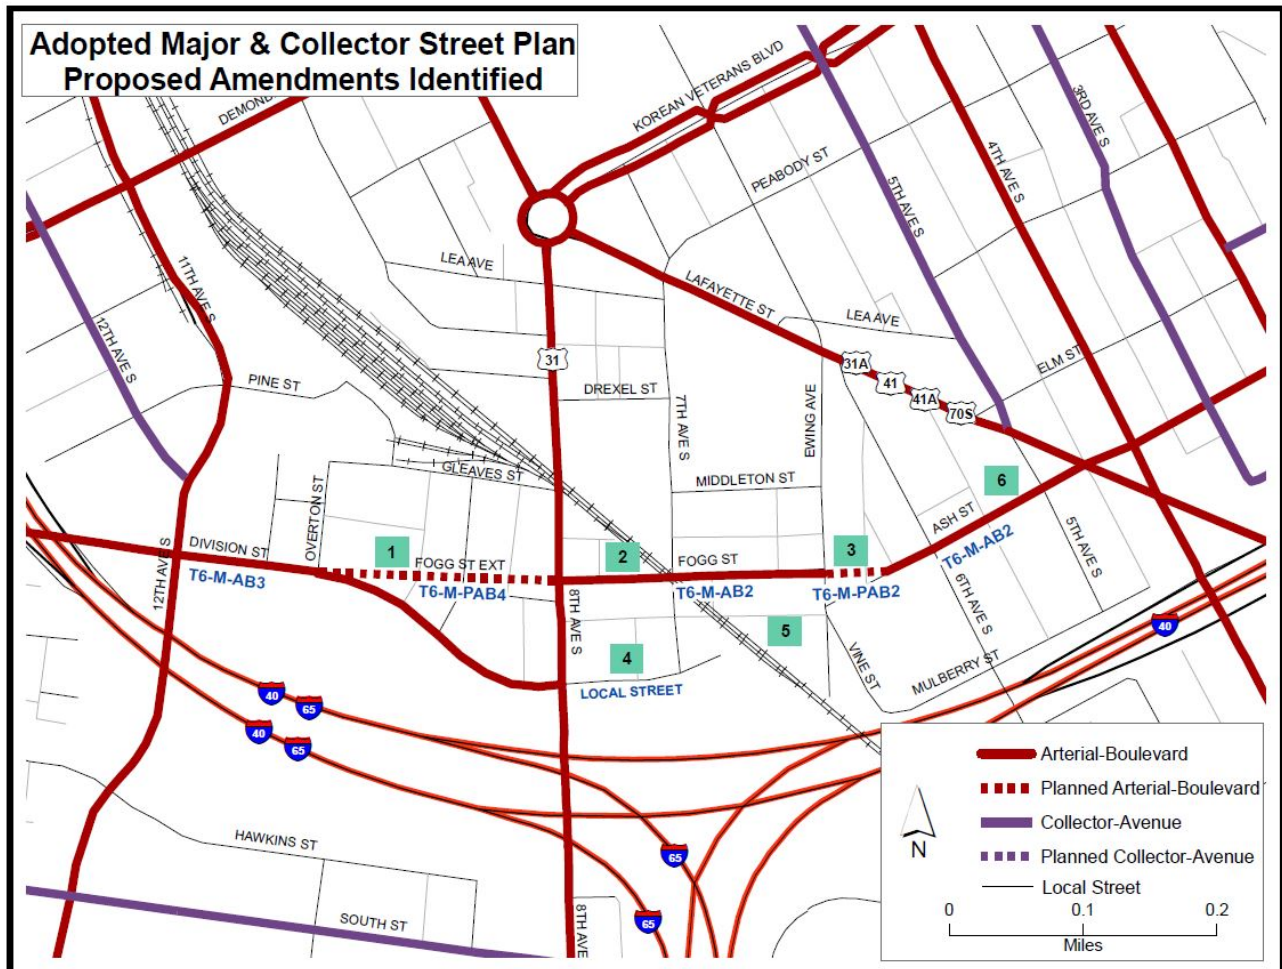 Adopted Major & Collector Street Plan
Proposed Amendments Identified
KOREAN VETERANS BLVD
3RD AVE S
4TH AVE S
PEABODY ST
5TH AVE S
LEA AVE
11TH AVE S
LAFAYETTE ST
LEA AVE
12TH AVE S
31
31A
41
41A
70S
ELM ST
PINE ST
DREXEL ST
7TH AVE S
EWING AVE
GLEAVES ST
MIDDLETON ST
OVERTON ST
6
ASH ST
5TH AVE S
DIVISION ST
1
FOGG ST EXT
2
FOGG ST
3
T6-M-AB2
T6-M-AB3
T6-M-PAB4
T6-M-AB2
T6-M-PAB2
12TH AVE S
8TH AVE S
6TH AVE S
5
40
4
VINE ST
MULBERRY ST
LOCAL STREET
40
65
40
65
65
65
HAWKINS ST
SOUTH ST
8TH AVE S
Arterial-Boulevard
Planned Arterial-Boulevard
Collector-Avenue
Planned Collector-Avenue
Local Street
N
0
0.1
0.2
Miles